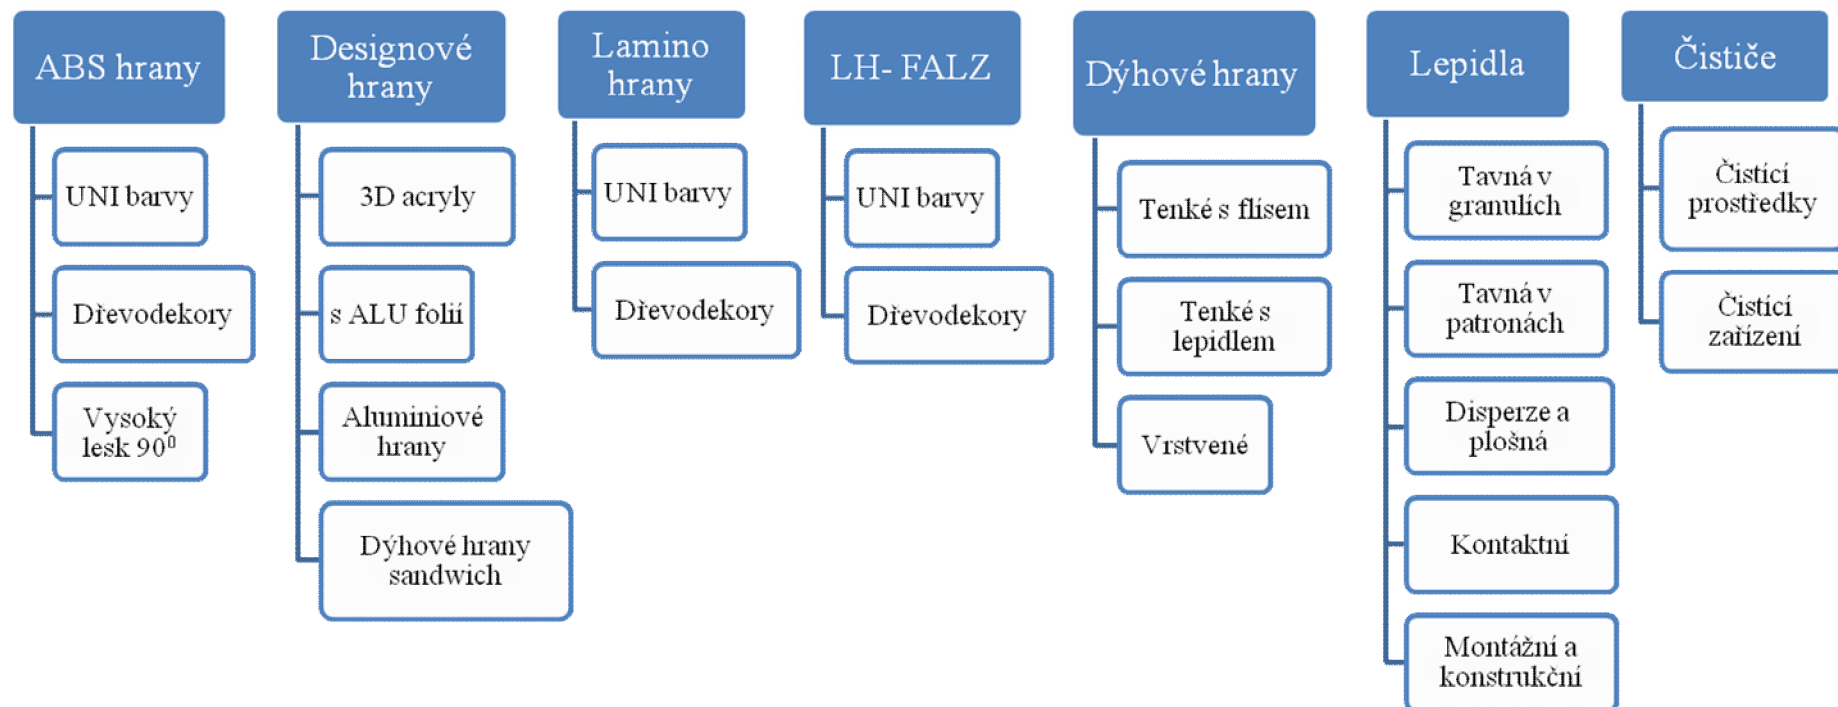 ABS hrany
UNI barvy
Dřevodekory
Vysoký
lesk 90⁰
Designové
hrany
3D acryly
s ALU folií
Aluminiové
hrany
Dýhové hrany
sandwich
Lamino
hrany
UNI barvy
Dřevodekory
LH- FALZ
UNI barvy
Dřevodekory
Dýhové hrany
Tenké s flísem
Tenké s
lepidlem
Vrstvené
Lepidla
Tavná v
granulích
Tavná v
patronách
Disperze a
plošná
Kontaktní
Montážní a
konstrukční
Čističe
Čistící
prostředky
Čistící
zařízení